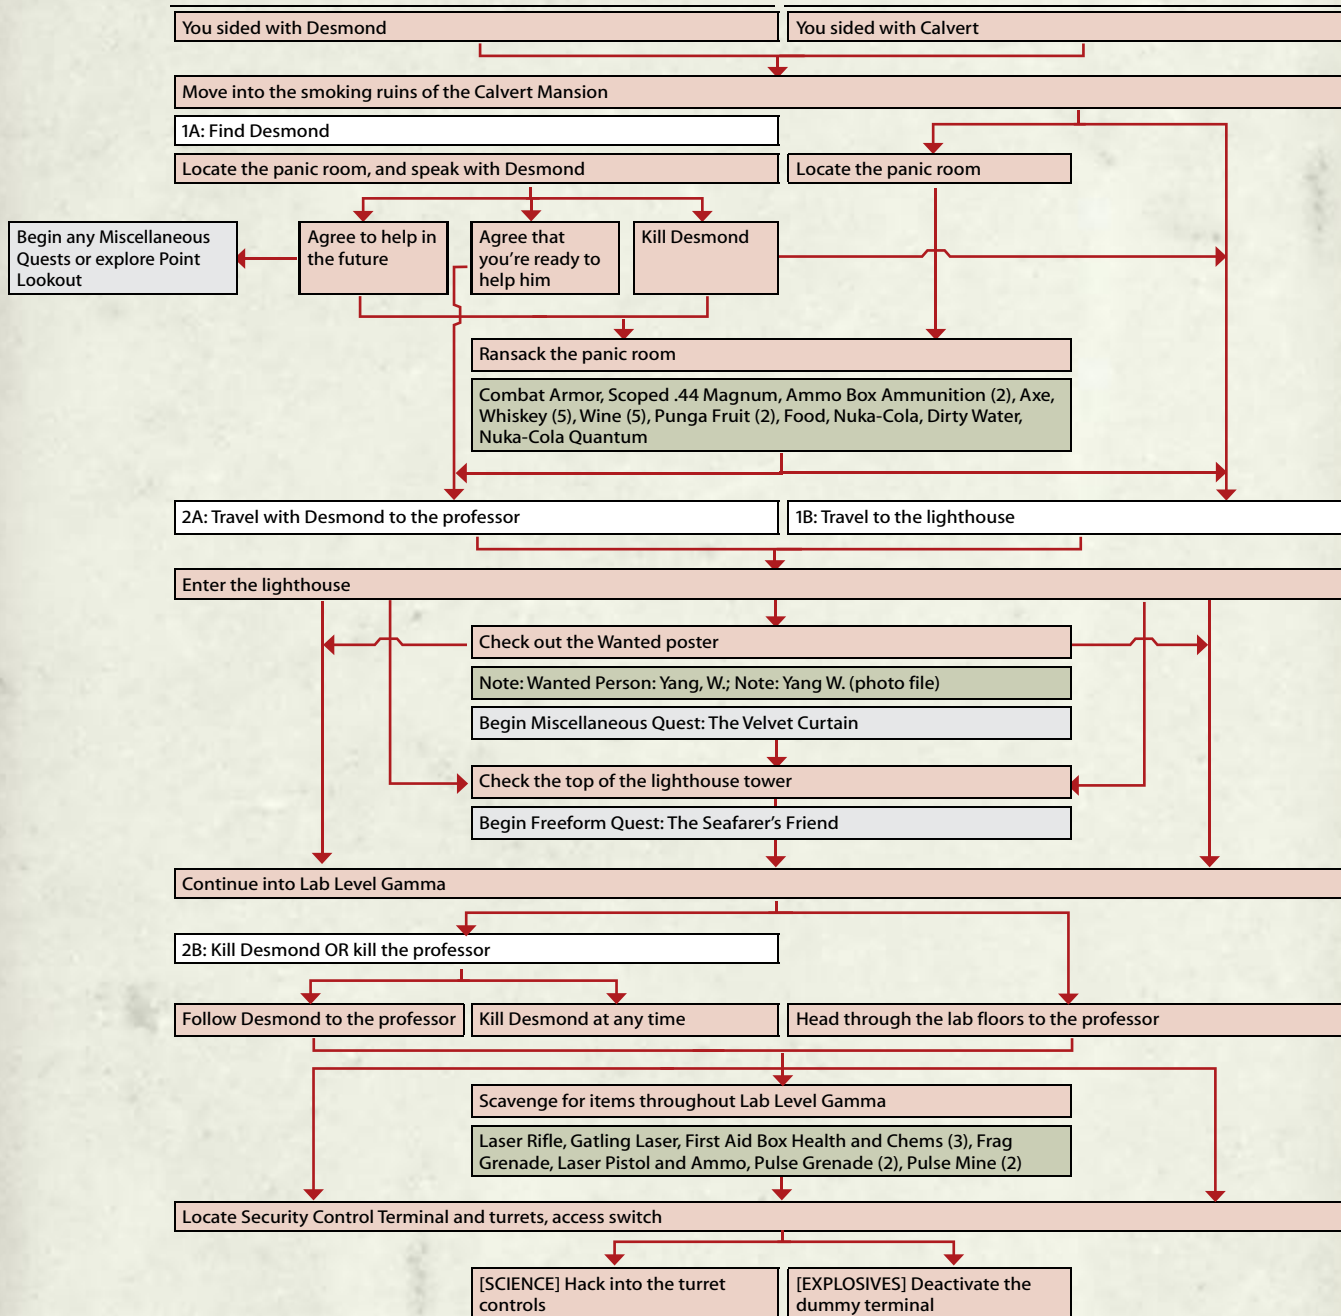 You sided with Desmond
You sided with Calvert
Move into the smoking ruins of the Calvert Mansion
1A: Find Desmond
Locate the panic room, and speak with Desmond
Locate the panic room
Begin any Miscellaneous
Quests or explore Point
Lookout
Agree to help in
the future
Agree that
you're ready to
help him
Kill Desmond
Ransack the panic room
Combat Armor, Scoped .44 Magnum, Ammo Box Ammunition (2), Axe,
Whiskey (5), Wine (5), Punga Fruit (2), Food, Nuka-Cola, Dirty Water,
Nuka-Cola Quantum
2A: Travel with Desmond to the professor
1B: Travel to the lighthouse
Enter the lighthouse
Check out the Wanted poster
Note: Wanted Person: Yang, W.; Note: Yang W. (photo file)
Begin Miscellaneous Quest: The Velvet Curtain
Check the top of the lighthouse tower
Begin Freeform Quest: The Seafarer's Friend
Continue into Lab Level Gamma
2B: Kill Desmond OR kill the professor
Follow Desmond to the professor
Kill Desmond at any time
Head through the lab floors to the professor
Scavenge for items throughout Lab Level Gamma
Laser Rifle, Gatling Laser, First Aid Box Health and Chems (3), Frag
Grenade, Laser Pistol and Ammo, Pulse Grenade (2), Pulse Mine (2)
Locate Security Control Terminal and turrets, access switch
[SCIENCE] Hack into the turret
controls
[EXPLOSIVES] Deactivate the
dummy terminal